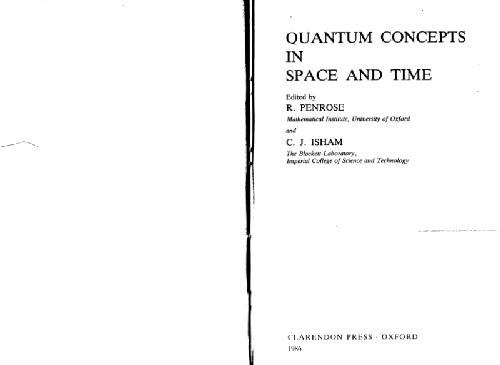 QUANTUM CONCEPTS
IN
SPACE AND TIME
Edited by
R. PENROSE
Mathematical Institute, University of Oxford
and
C. J. ISHAM
The Blackett Laboratory,
Imperial College of Science and Technology
CLARENDON PRESS · OXFORD
1986